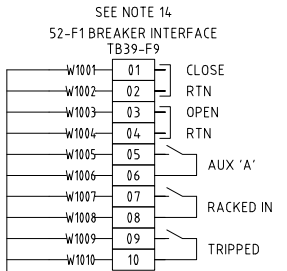 SEE NOTE 14
52-F1 BREAKER INTERFACE
TB39-F9
W1001 01 CLOSE
W1002 02 RTN
W1003 03 OPEN
W1004 04 RTN
W1005 05
AUX 'A'
W1006 06
W1007 07
RACKED IN
W1008 08
W1009 09
TRIPPED
W1010 10